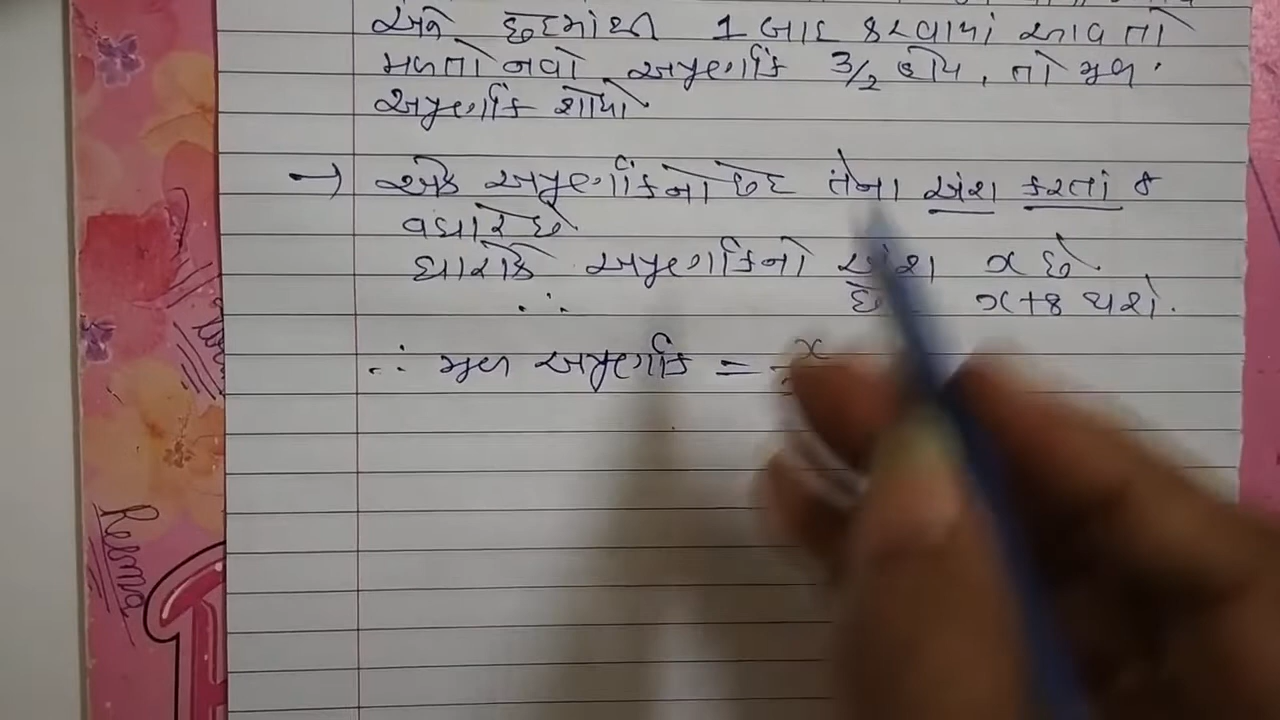 અને છેદમાંથી 1 બાદ કરવામાં આવતો
મળતો નવો અપૂર્ણાંક 3/2 હોય, તો મુળ
અપૂર્ણાંક શોધો.
→ એક અપૂર્ણાંકનો છેદ તેના અંશ કરતાં 8
વધારે છે
ધારોકે અપૂર્ણાંકનો અંશ x છે.
∴ x+8 થશે.
∴ મુળ અપૂર્ણાંક = x
Reema